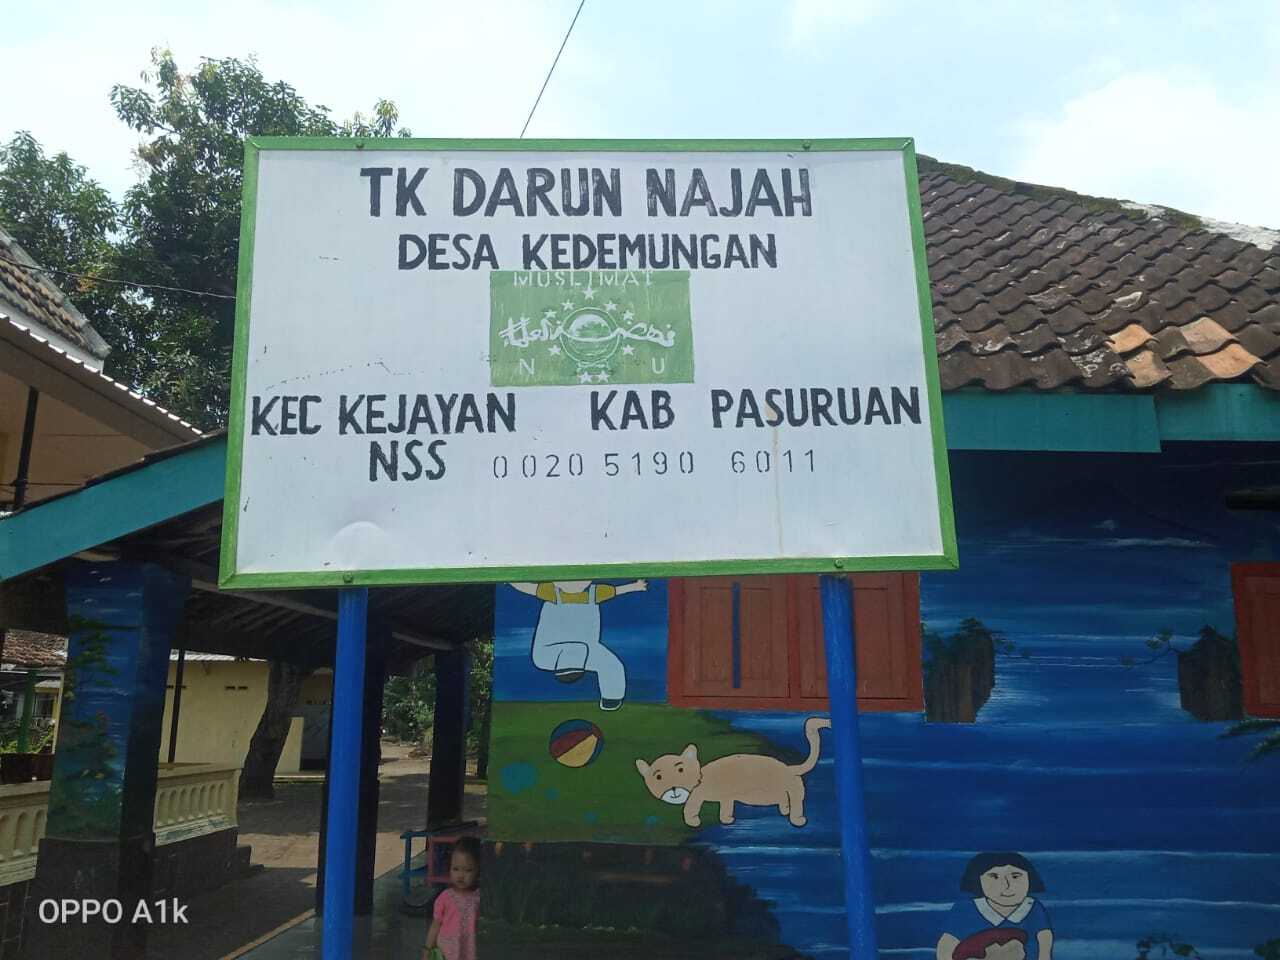 TK DARUN NAJAH
DESA KEDEMUNGAN
MUSLIMAT
N U
KEC KEJAYAN KAB PASURUAN
NSS 0020 5190 6011
OPPO A1k